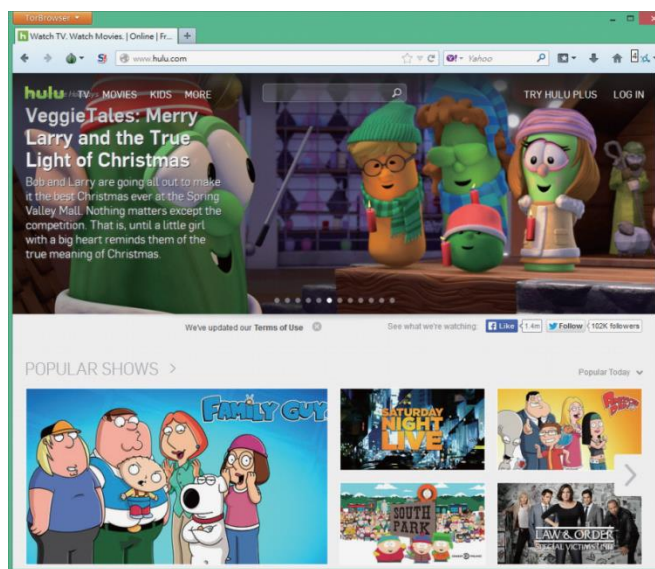 TorBrowser
Watch TV. Watch Movies. | Online | Fr...
www.hulu.com
Yahoo
hulu TV MOVIES KIDS MORE
TRY HULU PLUS LOG IN
VeggieTales: Merry
Larry and the True
Light of Christmas
Bob and Larry are going all out to make
it the best Christmas ever at the Spring
Valley Mall. Nothing matters except the
competition. That is, until a little girl
with a big heart reminds them of the
true meaning of Christmas.
We've updated our Terms of Use
See what we're watching: Like 1.4m Follow 102K followers
POPULAR SHOWS >
Popular Today
FAMILY GUY
SATURDAY
NIGHT
LIVE
SOUTH
PARK
LAW & ORDER
SPECIAL VICTIMS UNIT